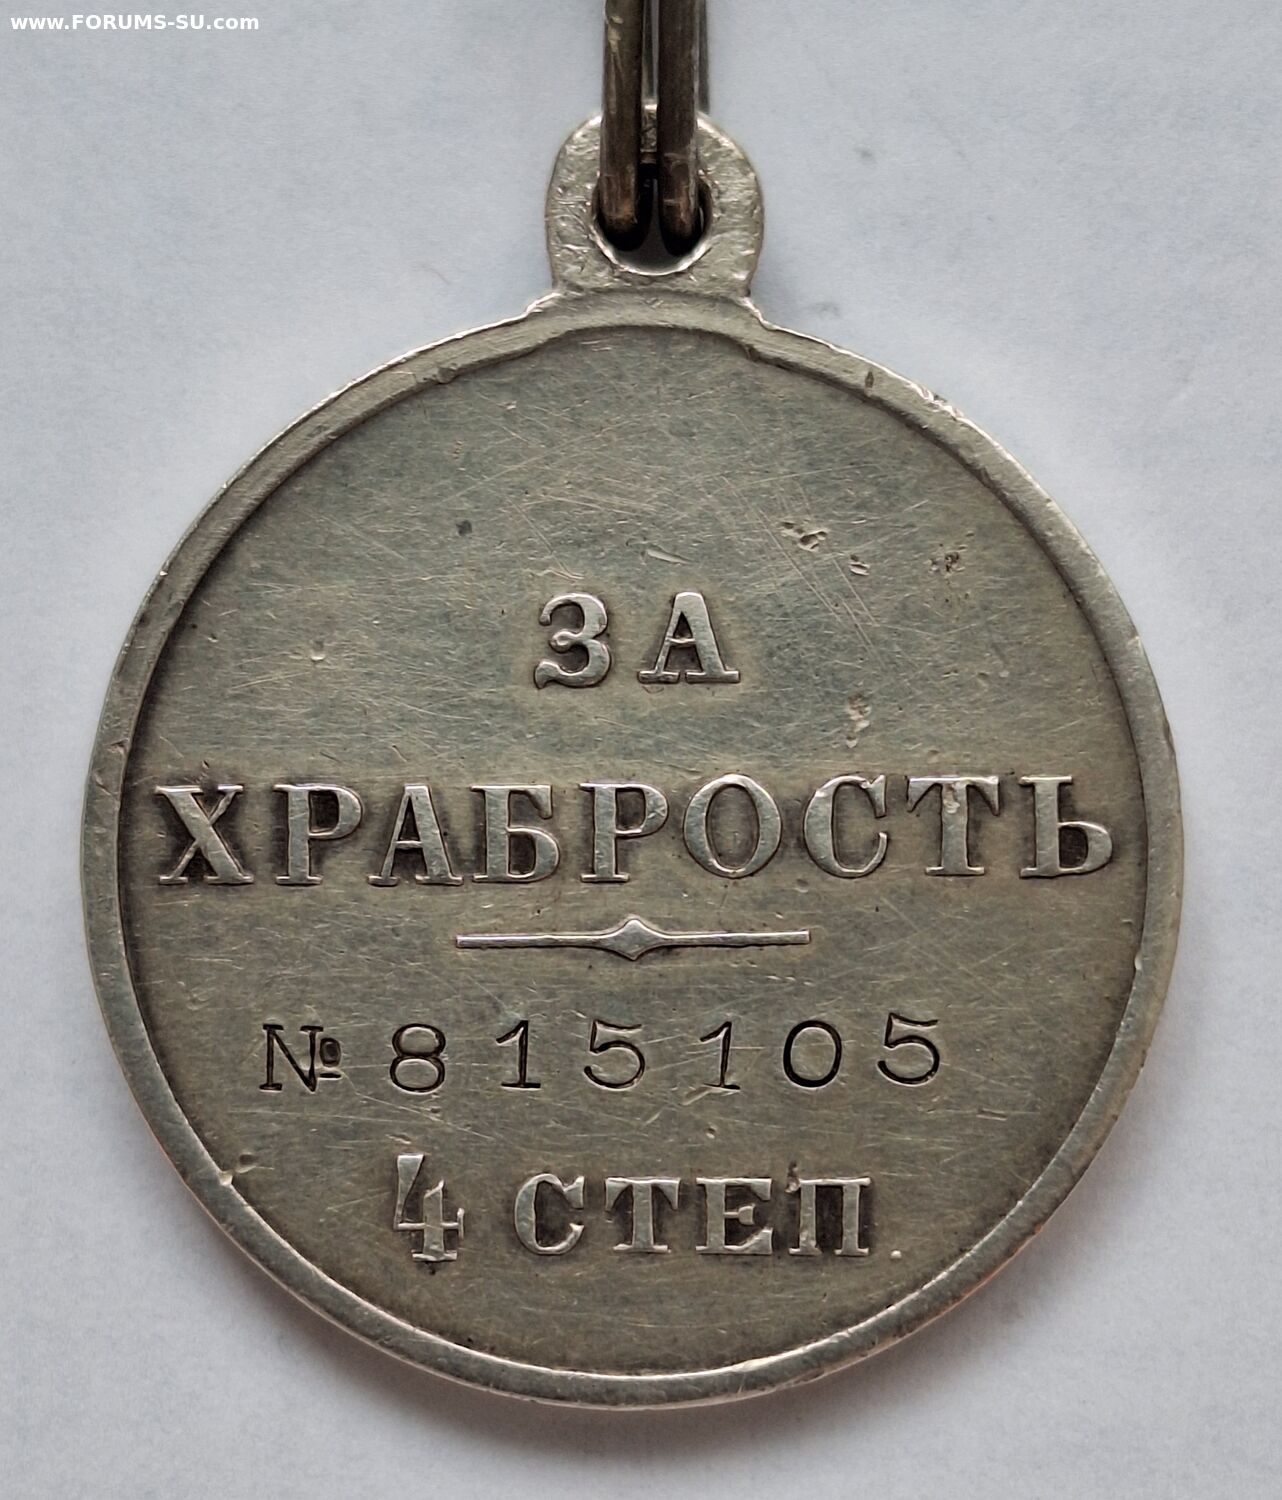 www.FORUMS-SU.com
ЗА
ХРАБРОСТЬ
№ 815105
4 СТЕП.